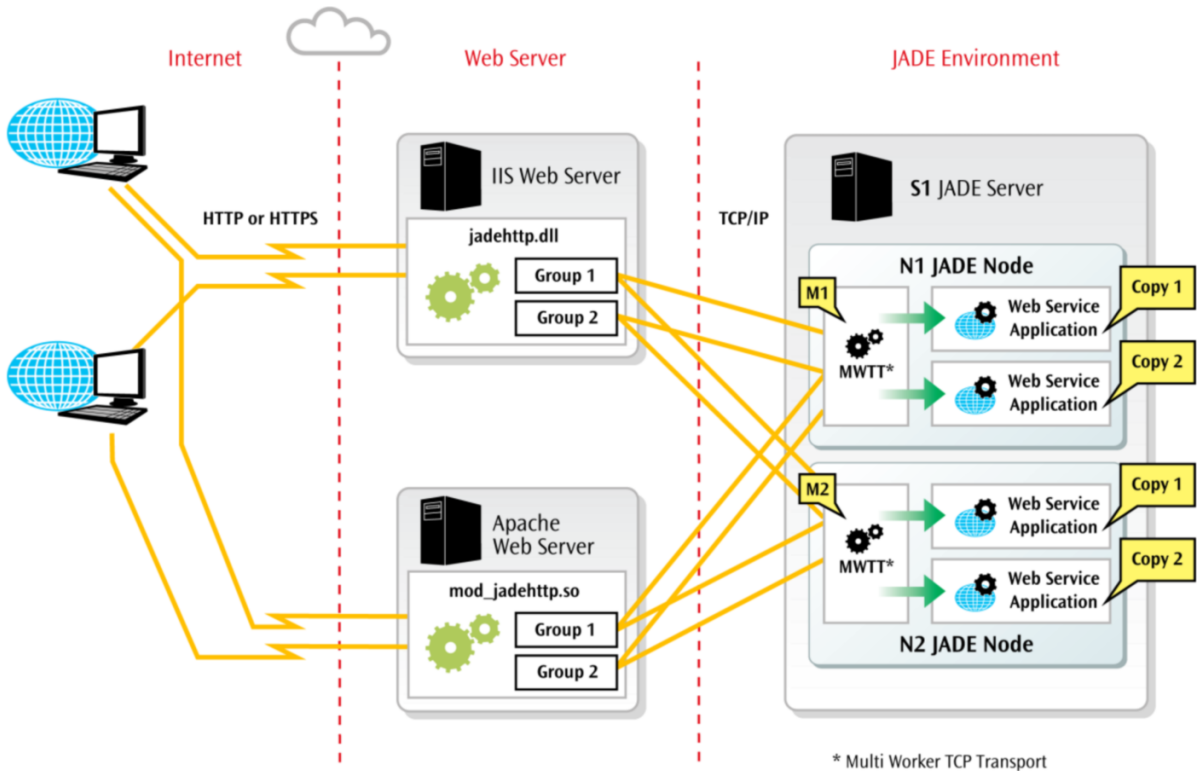 Internet
Web Server
JADE Environment
HTTP or HTTPS
TCP/IP
IIS Web Server
jadehttp.dll
Group 1
Group 2
Apache
Web Server
mod_jadehttp.so
Group 1
Group 2
S1 JADE Server
N1 JADE Node
M1
MWTT*
Web Service
Application
Copy 1
Web Service
Application
Copy 2
M2
MWTT*
Web Service
Application
Copy 1
Web Service
Application
Copy 2
N2 JADE Node
* Multi Worker TCP Transport